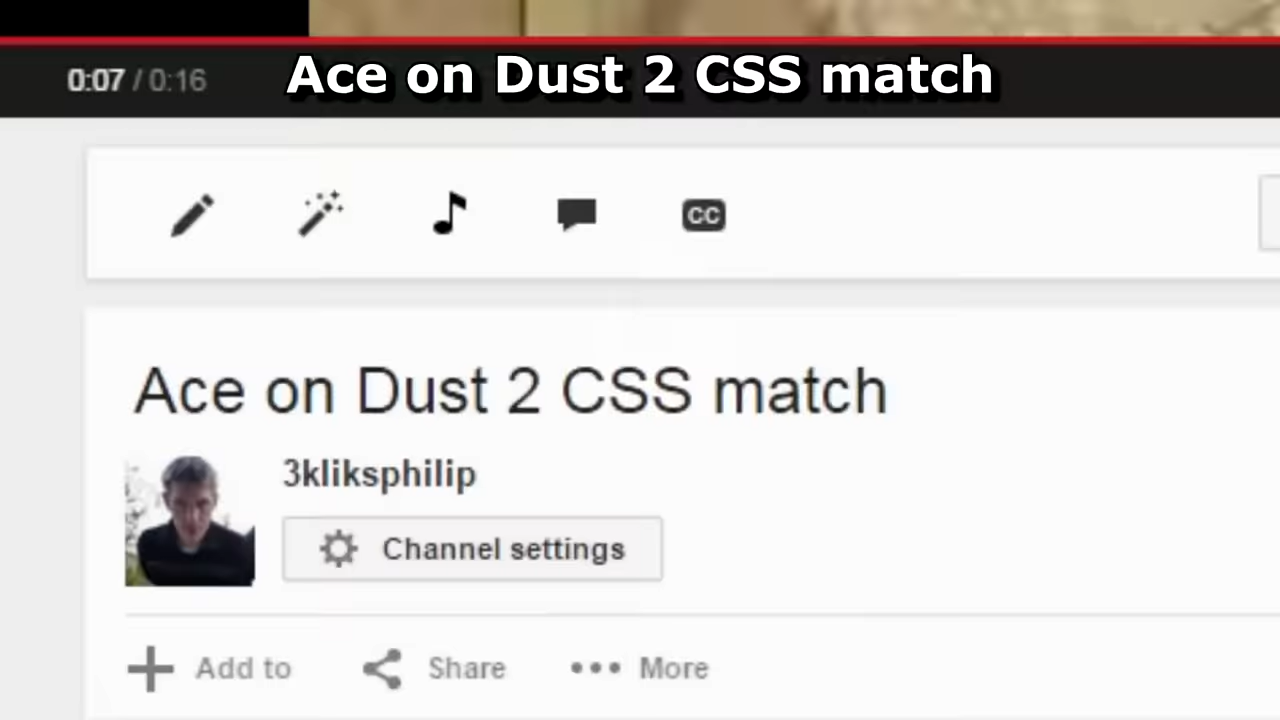 0:07 / 0:16
Ace on Dust 2 CSS match
CC
Ace on Dust 2 CSS match
3kliksphilip
Channel settings
Add to
Share
More